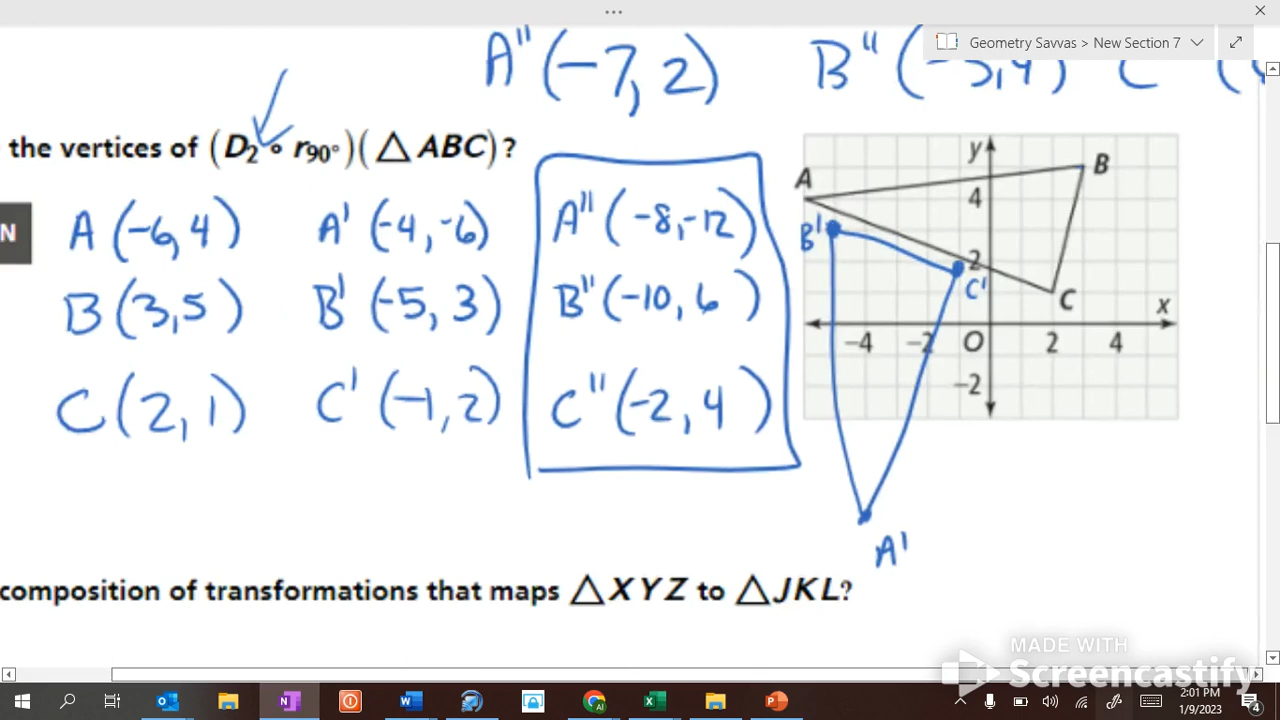 Geometry Savvas > New Section 7
A" (-7, 2) B"
the vertices of (D₂ ∘ r₉₀°)(△ ABC)?
N
A (-6, 4) A' (-4, -6) A" (-8, -12)
B (3, 5) B' (-5, 3) B" (-10, 6)
C (2, 1) C' (-1, 2) C" (-2, 4)
y
A
B
4
B'
2
C'
C
x
-4 -2 O 2 4
-2
A'
composition of transformations that maps △XYZ to △JKL?
MADE WITH
Screencastify
2:01 PM
1/9/2023
4